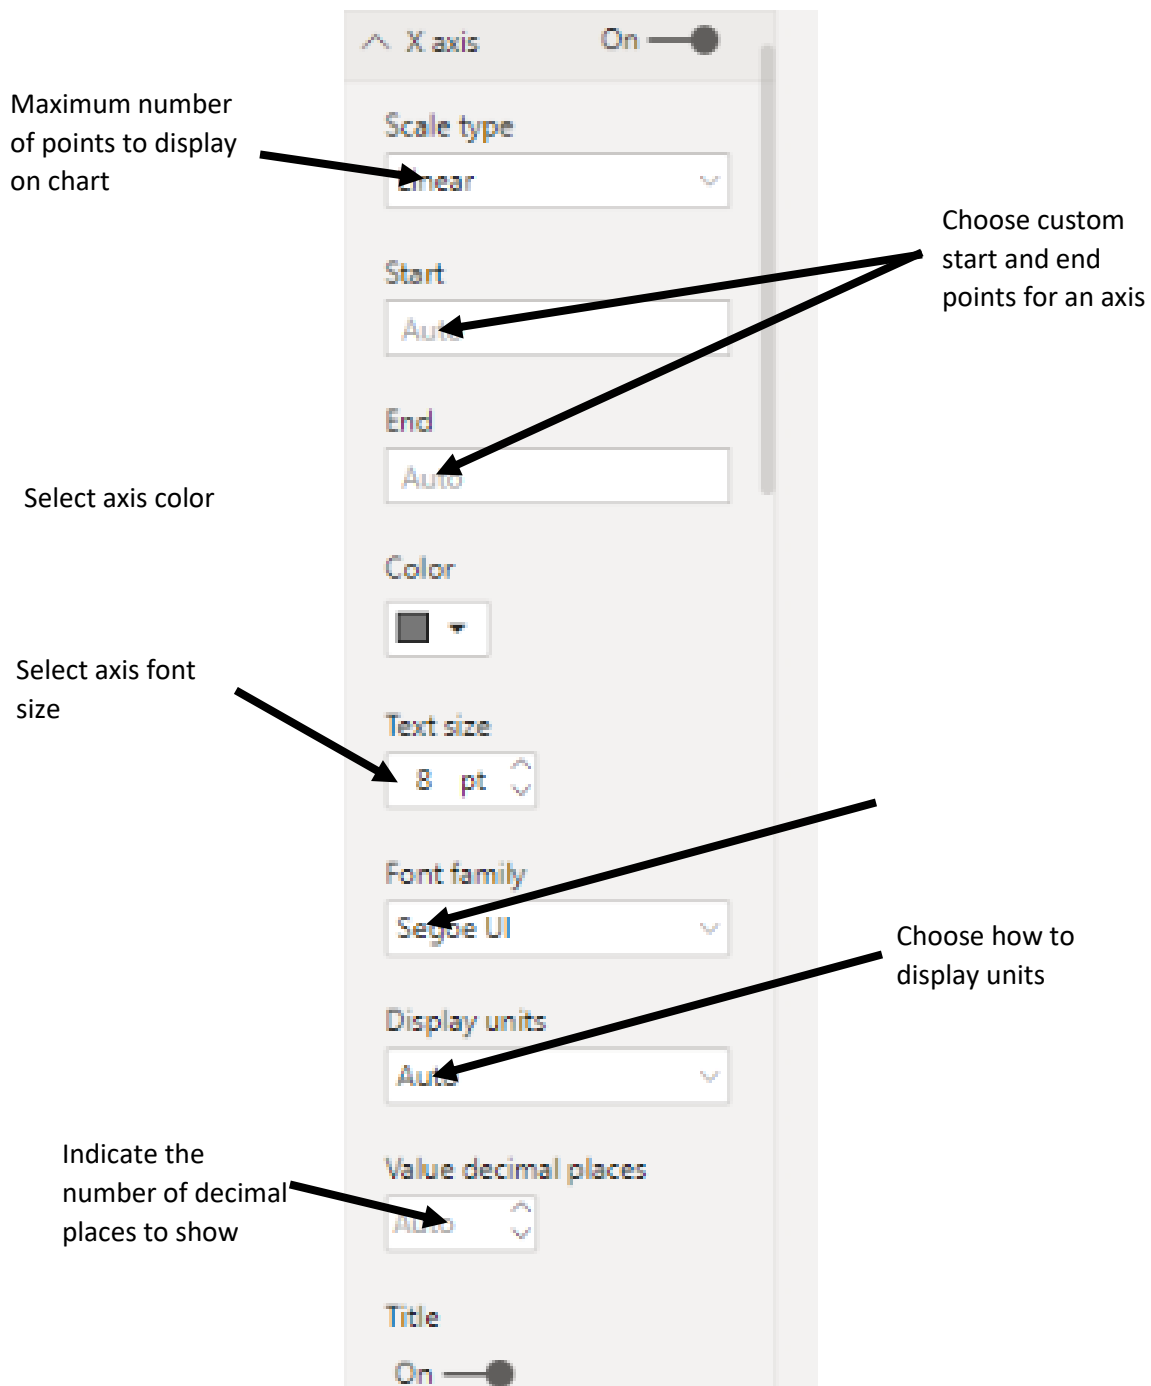 X axis On
Maximum number
of points to display
on chart
Scale type
Linear
Choose custom
start and end
points for an axis
Start
Auto
End
Auto
Select axis color
Color
Select axis font
size
Text size
8 pt
Font family
Segoe UI
Choose how to
display units
Display units
Auto
Indicate the
number of decimal
places to show
Value decimal places
Auto
Title
On